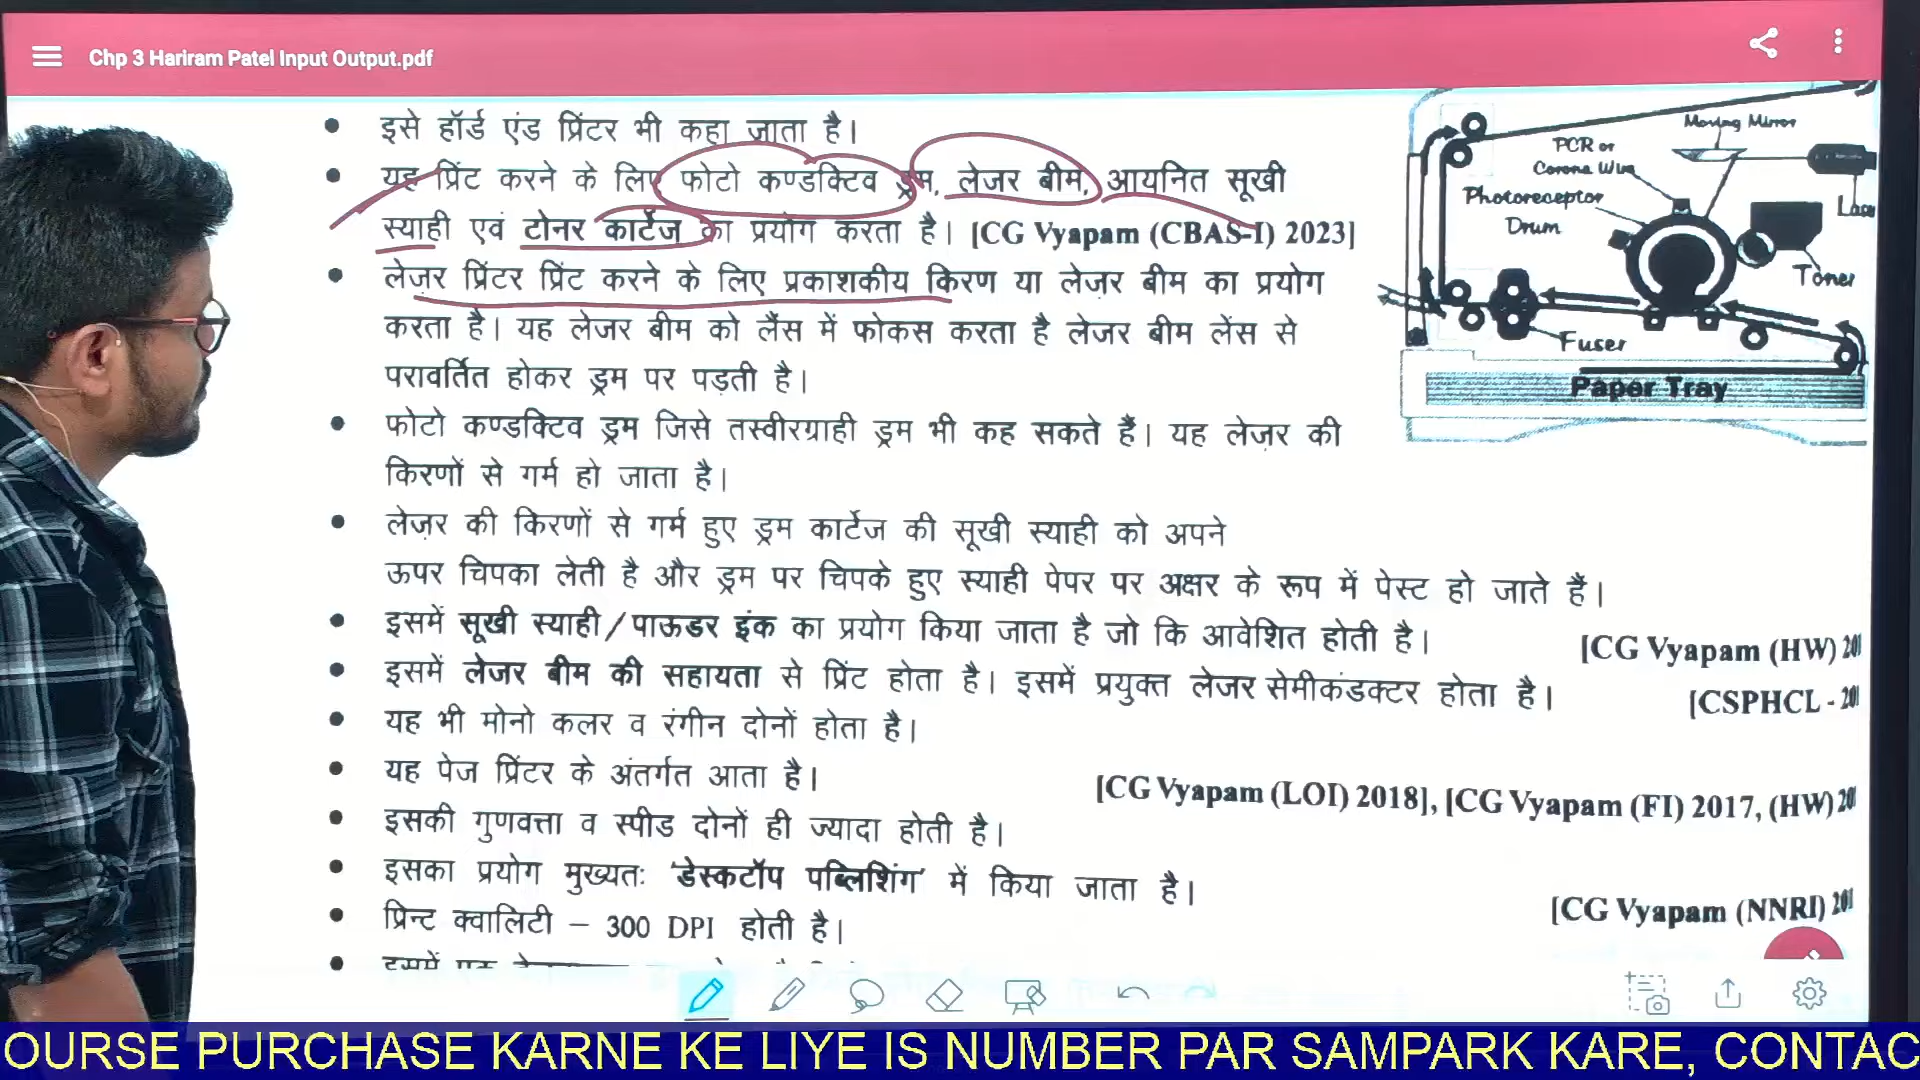 Chp 3 Hariram Patel Input Output.pdf
• इसे हॉर्ड एंड प्रिंटर भी कहा जाता है।
• यह प्रिंट करने के लिए फोटो कण्डक्टिव ड्रम, लेजर बीम, आयनित सूखी
स्याही एवं टोनर कार्टेज का प्रयोग करता है। [CG Vyapam (CBAS-I) 2023]
• लेज़र प्रिंटर प्रिंट करने के लिए प्रकाशकीय किरण या लेज़र बीम का प्रयोग
करता है। यह लेजर बीम को लैंस में फोकस करता है लेजर बीम लेंस से
परावर्तित होकर ड्रम पर पड़ती है।
• फोटो कण्डक्टिव ड्रम जिसे तस्वीरग्राही ड्रम भी कह सकते हैं। यह लेज़र की
किरणों से गर्म हो जाता है।
• लेज़र की किरणों से गर्म हुए ड्रम कार्टेज की सूखी स्याही को अपने
ऊपर चिपका लेती है और ड्रम पर चिपके हुए स्याही पेपर पर अक्षर के रूप में पेस्ट हो जाते हैं।
• इसमें सूखी स्याही/पाऊडर इंक का प्रयोग किया जाता है जो कि आवेशित होती है। [CG Vyapam (HW) 20
• इसमें लेजर बीम की सहायता से प्रिंट होता है। इसमें प्रयुक्त लेजर सेमीकंडक्टर होता है। [CSPHCL - 20
• यह भी मोनो कलर व रंगीन दोनों होता है।
• यह पेज प्रिंटर के अंतर्गत आता है। [CG Vyapam (LOI) 2018], [CG Vyapam (FI) 2017, (HW) 20
• इसकी गुणवत्ता व स्पीड दोनों ही ज्यादा होती है।
• इसका प्रयोग मुख्यतः 'डेस्कटॉप पब्लिशिंग' में किया जाता है। [CG Vyapam (NNRI) 20
• प्रिन्ट क्वालिटी – 300 DPI होती है।
Moving Mirror
PCR or
Corona Wire
Photoreceptor
Drum
Toner
Fuser
Paper Tray
OURSE PURCHASE KARNE KE LIYE IS NUMBER PAR SAMPARK KARE, CONTAC